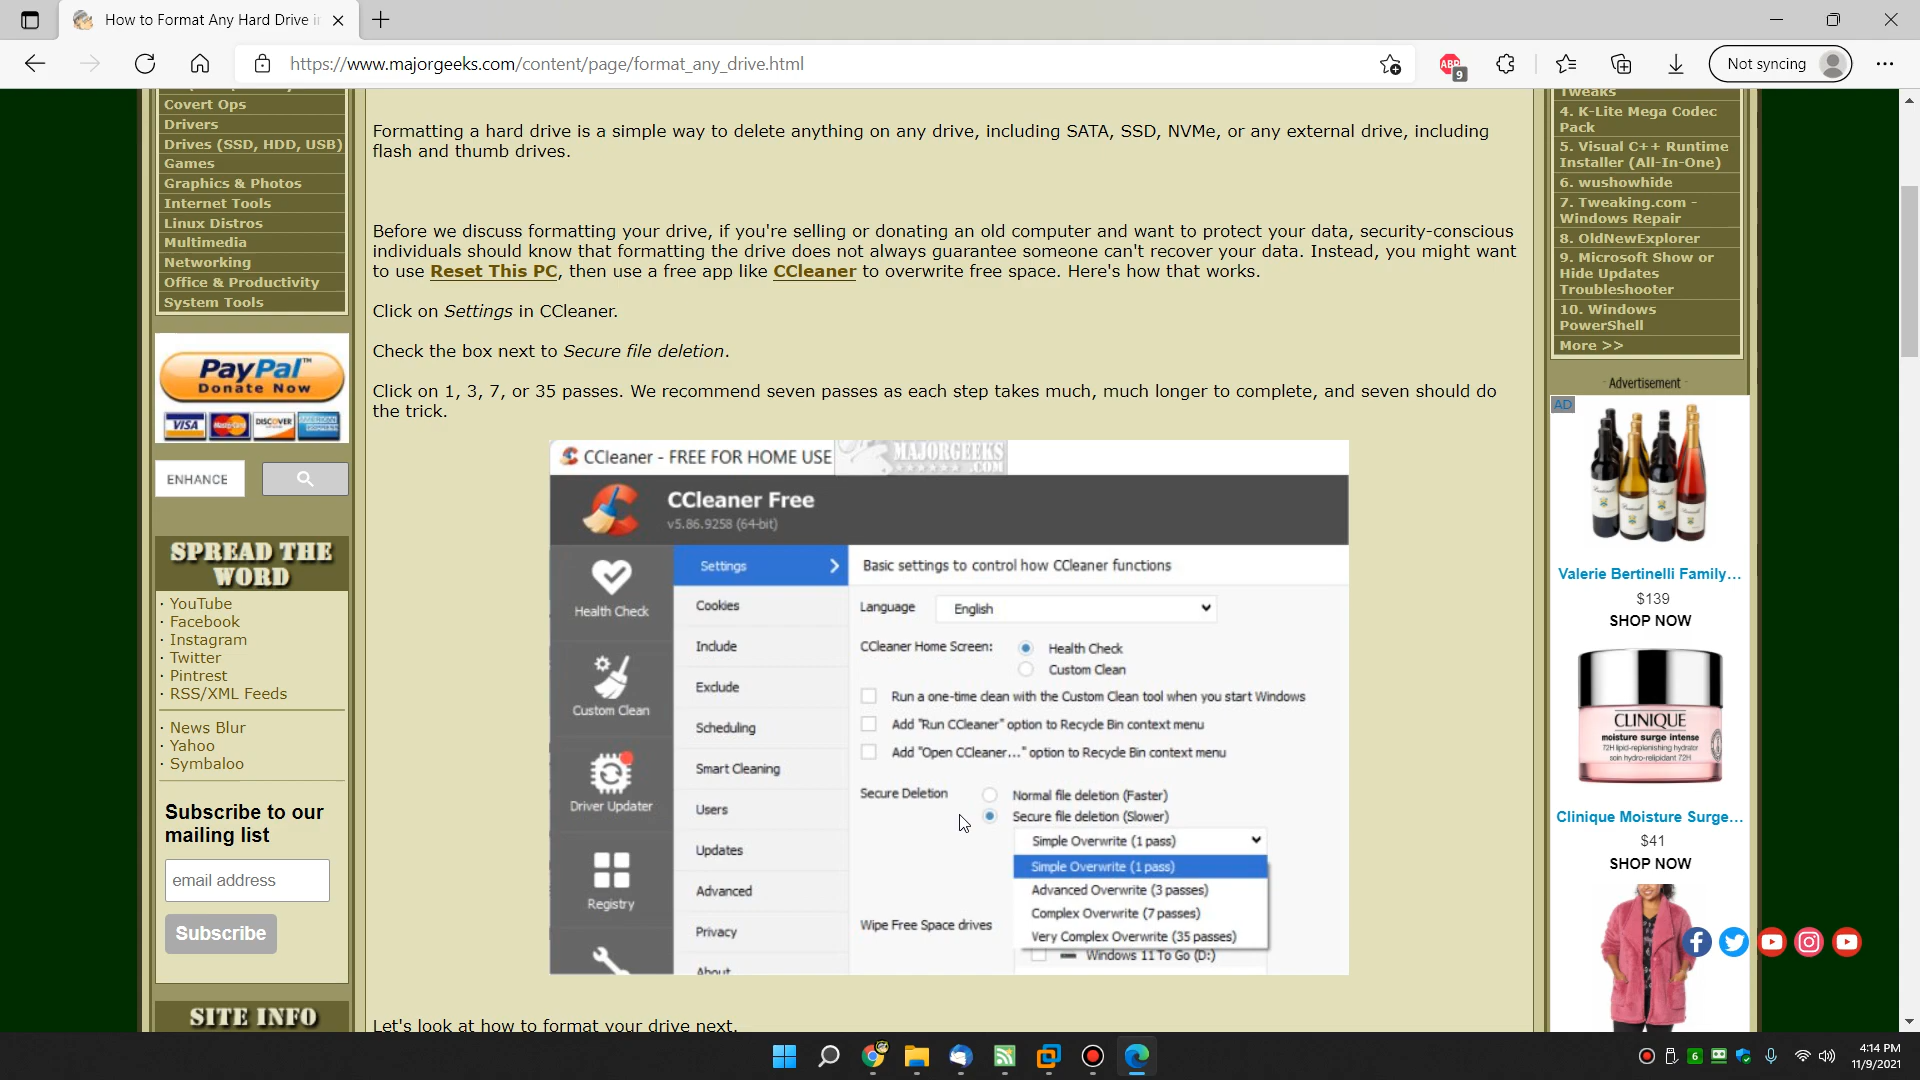 How to Format Any Hard Drive in
Not syncing
https://www.majorgeeks.com/content/page/format_any_drive.html
ABP
9
Covert Ops
Drivers
Drives (SSD, HDD, USB)
Games
Graphics & Photos
Internet Tools
Linux Distros
Multimedia
Networking
Office & Productivity
System Tools
PayPal™
Donate Now
VISA
MasterCard
DISCOVER
ENHANCE
SPREAD THE
WORD
· YouTube
· Facebook
· Instagram
· Twitter
· Pintrest
· RSS/XML Feeds
· News Blur
· Yahoo
· Symbaloo
Subscribe to our
mailing list
email address
Subscribe
SITE INFO
Formatting a hard drive is a simple way to delete anything on any drive, including SATA, SSD, NVMe, or any external drive, including
flash and thumb drives.
Before we discuss formatting your drive, if you're selling or donating an old computer and want to protect your data, security-conscious
individuals should know that formatting the drive does not always guarantee someone can't recover your data. Instead, you might want
to use Reset This PC, then use a free app like CCleaner to overwrite free space. Here's how that works.
Click on Settings in CCleaner.
Check the box next to Secure file deletion.
Click on 1, 3, 7, or 35 passes. We recommend seven passes as each step takes much, much longer to complete, and seven should do
the trick.
CCleaner - FREE FOR HOME USE
MAJORGEEKS
.COM
CCleaner Free
v5.86.9258 (64-bit)
Health Check
Custom Clean
Driver Updater
Registry
Settings
Cookies
Include
Exclude
Scheduling
Smart Cleaning
Users
Updates
Advanced
Privacy
About
Basic settings to control how CCleaner functions
Language
English
CCleaner Home Screen:
Health Check
Custom Clean
Run a one-time clean with the Custom Clean tool when you start Windows
Add "Run CCleaner" option to Recycle Bin context menu
Add "Open CCleaner..." option to Recycle Bin context menu
Secure Deletion
Normal file deletion (Faster)
Secure file deletion (Slower)
Simple Overwrite (1 pass)
Simple Overwrite (1 pass)
Advanced Overwrite (3 passes)
Complex Overwrite (7 passes)
Very Complex Overwrite (35 passes)
Wipe Free Space drives
Windows 11 To Go (D:)
Let's look at how to format your drive next.
Tweaks
4. K-Lite Mega Codec
Pack
5. Visual C++ Runtime
Installer (All-In-One)
6. wushowhide
7. Tweaking.com -
Windows Repair
8. OldNewExplorer
9. Microsoft Show or
Hide Updates
Troubleshooter
10. Windows
PowerShell
More >>
- Advertisement -
AD
Valerie Bertinelli Family...
$139
SHOP NOW
CLINIQUE
moisture surge intense
72H lipid-replenishing hydrator
soin hydro-relipidant 72H
Clinique Moisture Surge...
$41
SHOP NOW
6
4:14 PM
11/9/2021